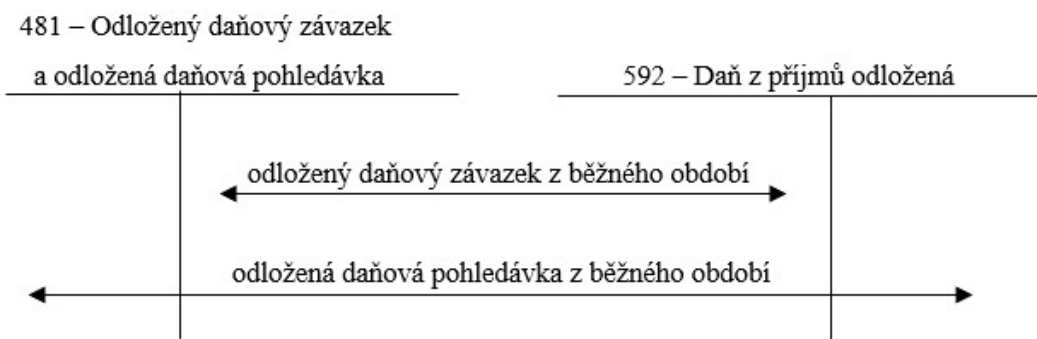 481 – Odložený daňový závazek
a odložená daňová pohledávka
592 – Daň z příjmů odložená
odložený daňový závazek z běžného období
odložená daňová pohledávka z běžného období